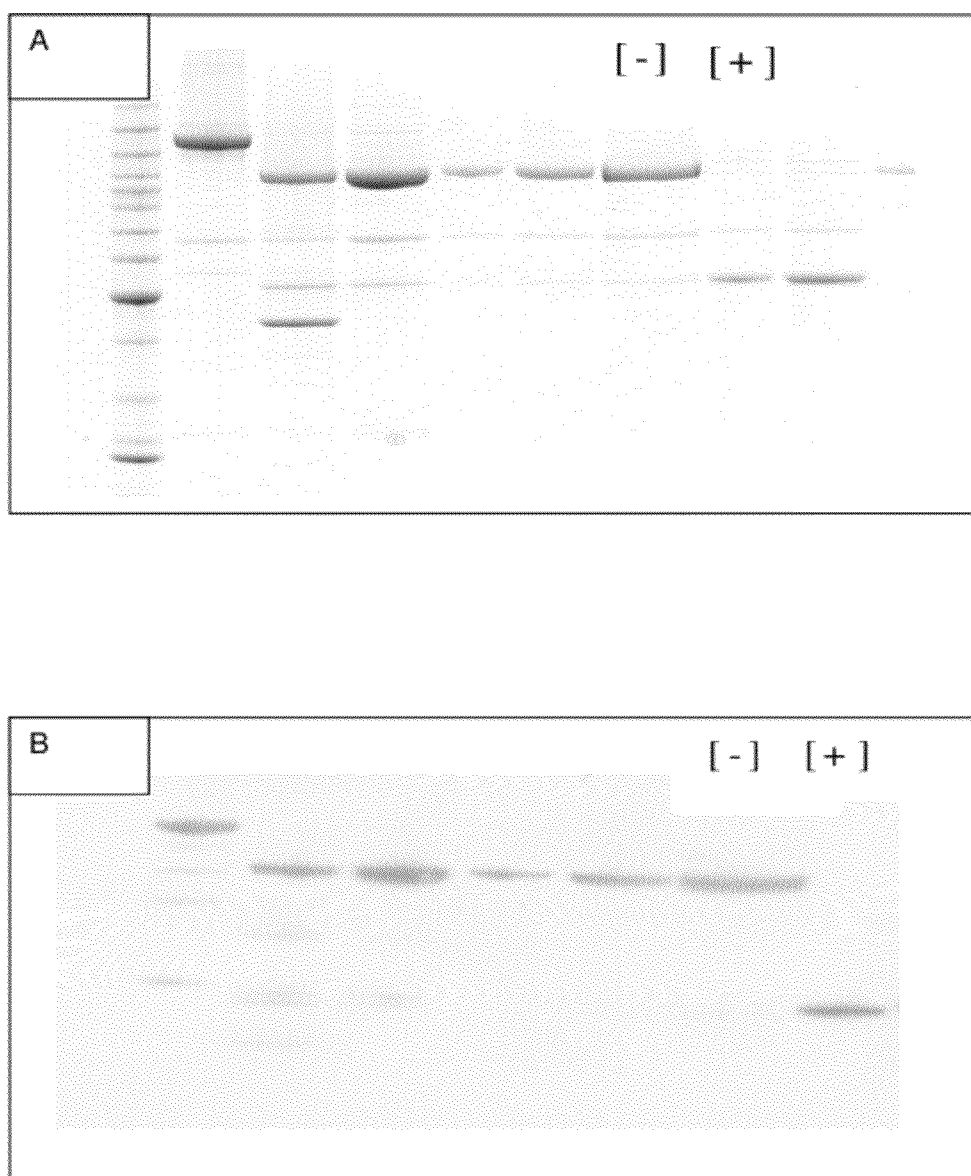 A
[ - ] [ + ]
B
[ - ] [ + ]